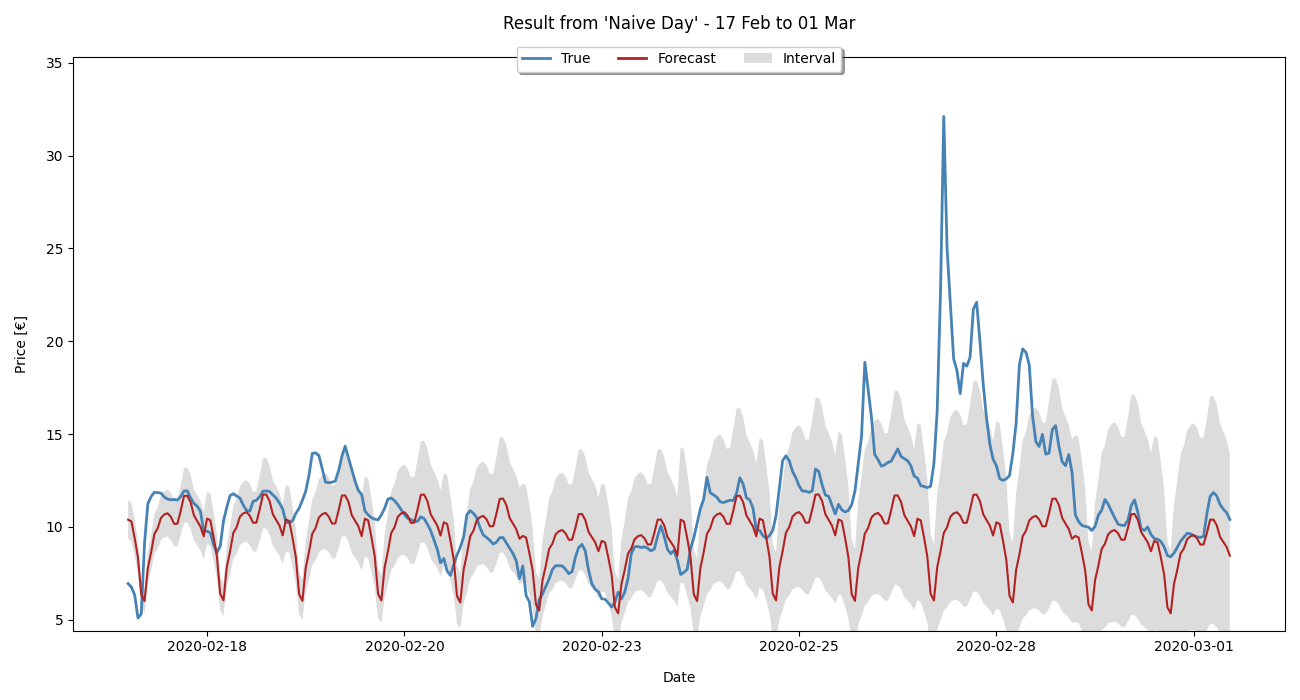 Result from 'Naive Day' - 17 Feb to 01 Mar
True Forecast Interval
35
30
25
20
15
10
5
Price [€]
2020-02-18 2020-02-20 2020-02-23 2020-02-25 2020-02-28 2020-03-01
Date